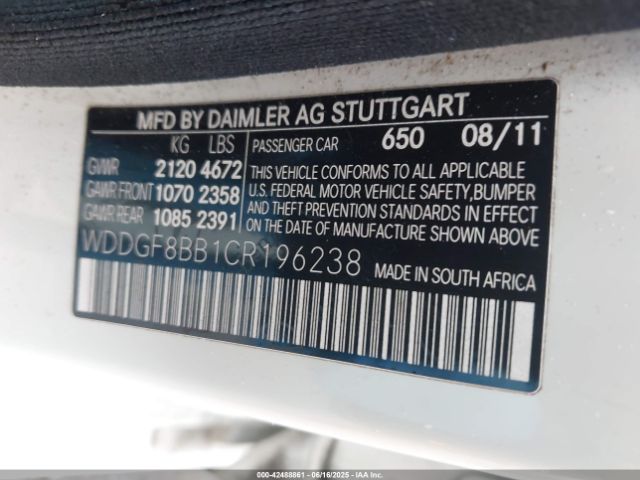 MFD BY DAIMLER AG STUTTGART
KG LBS PASSENGER CAR 650 08/11
GVWR 2120 4672 THIS VEHICLE CONFORMS TO ALL APPLICABLE
GAWR FRONT 1070 2358 U.S. FEDERAL MOTOR VEHICLE SAFETY,BUMPER
GAWR REAR 1085 2391 AND THEFT PREVENTION STANDARDS IN EFFECT
ON THE DATE OF MANUFACTURE SHOWN ABOVE.
WDDGF8BB1CR196238 MADE IN SOUTH AFRICA
000-42488861 - 06/16/2025 - IAA Inc.